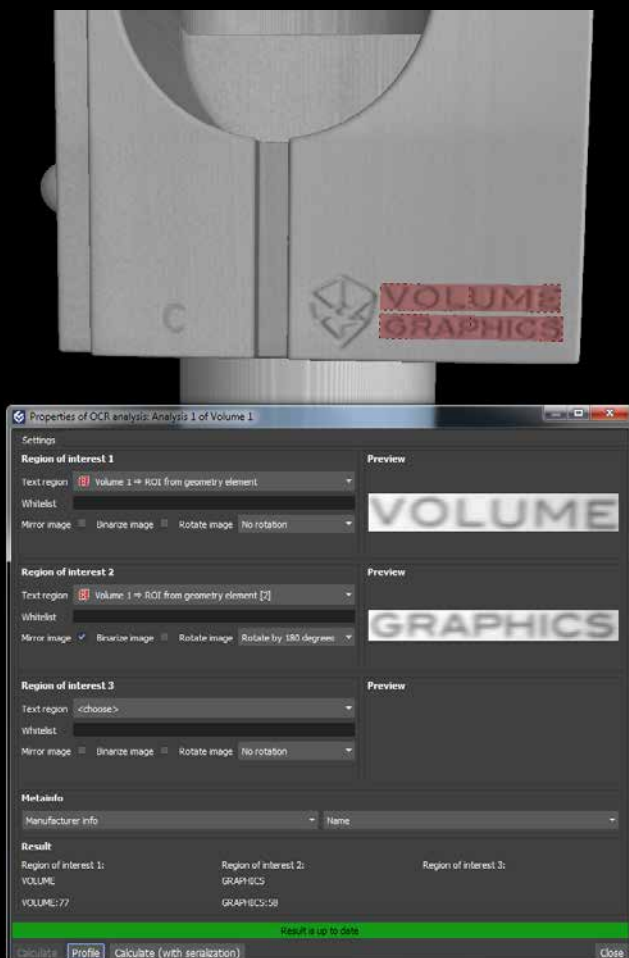 C
VOLUME
GRAPHICS
Properties of OCR analysis: Analysis 1 of Volume 1
Settings
Region of interest 1
Preview
Text region Volume 1 ⇨ ROI from geometry element
Whitelist
Mirror image Binarize image Rotate image No rotation
VOLUME
Region of interest 2
Preview
Text region Volume 1 ⇨ ROI from geometry element [2]
Whitelist
Mirror image Binarize image Rotate image Rotate by 180 degrees
GRAPHICS
Region of interest 3
Preview
Text region <choose>
Whitelist
Mirror image Binarize image Rotate image No rotation
Metainfo
Manufacturer info Name
Result
Region of interest 1: Region of interest 2: Region of interest 3:
VOLUME GRAPHICS
VOLUME:77 GRAPHICS:58
Result is up to date
Calculate Profile Calculate (with serialization) Close